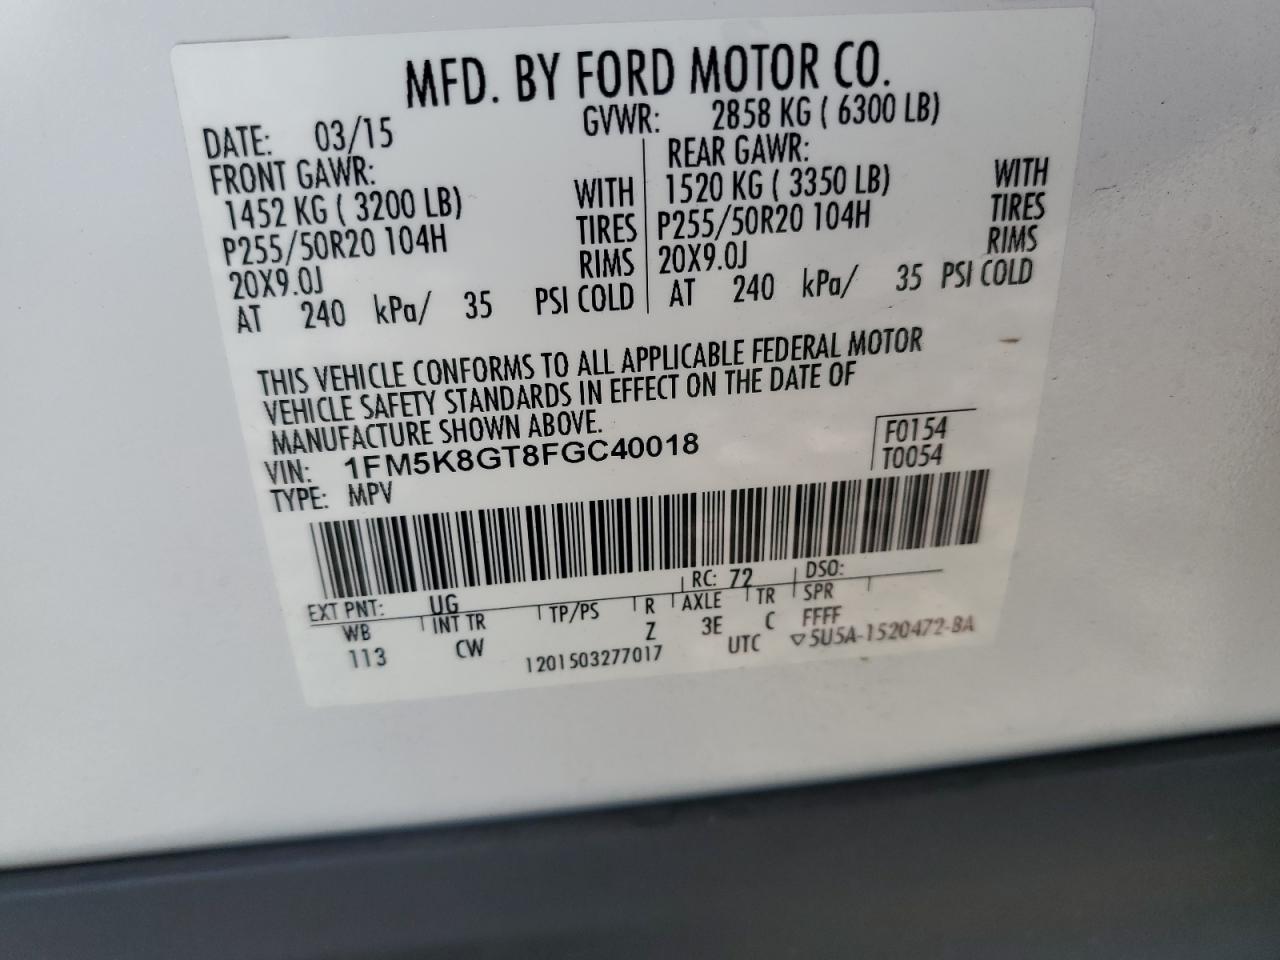 MFD. BY FORD MOTOR CO.
DATE: 03/15 GVWR: 2858 KG ( 6300 LB)
FRONT GAWR: REAR GAWR:
1452 KG ( 3200 LB) WITH 1520 KG ( 3350 LB) WITH
P255/50R20 104H TIRES P255/50R20 104H TIRES
20X9.0J RIMS 20X9.0J RIMS
AT 240 kPa/ 35 PSI COLD AT 240 kPa/ 35 PSI COLD
THIS VEHICLE CONFORMS TO ALL APPLICABLE FEDERAL MOTOR
VEHICLE SAFETY STANDARDS IN EFFECT ON THE DATE OF
MANUFACTURE SHOWN ABOVE.
VIN: 1FM5K8GT8FGC40018 F0154
TYPE: MPV T0054
EXT PNT: UG RC: 72 DSO:
WB INT TR TP/PS R AXLE TR SPR
113 CW Z 3E C FFFF
1201503277017 UTC ▽5U5A-1520472-BA